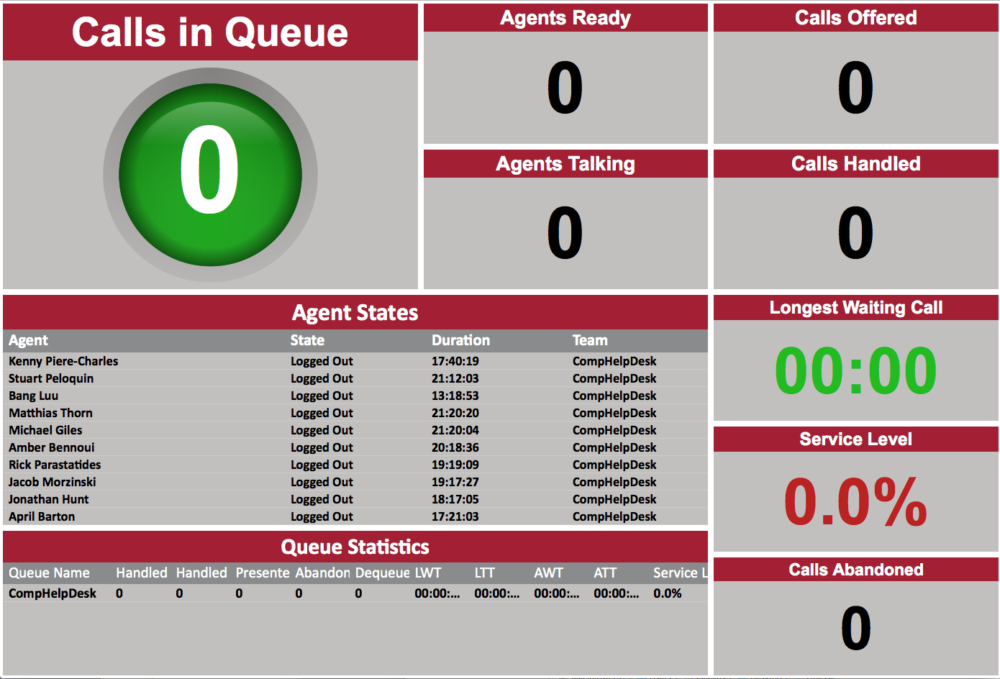 Calls in Queue
0
Agents Ready
0
Calls Offered
0
Agents Talking
0
Calls Handled
0
Agent States
Agent State Duration Team
Kenny Piere-Charles Logged Out 17:40:19 CompHelpDesk
Stuart Peloquin Logged Out 21:12:03 CompHelpDesk
Bang Luu Logged Out 13:18:53 CompHelpDesk
Matthias Thorn Logged Out 21:20:20 CompHelpDesk
Michael Giles Logged Out 21:20:04 CompHelpDesk
Amber Bennoui Logged Out 20:18:36 CompHelpDesk
Rick Parastatides Logged Out 19:19:09 CompHelpDesk
Jacob Morzinski Logged Out 19:17:27 CompHelpDesk
Jonathan Hunt Logged Out 18:17:05 CompHelpDesk
April Barton Logged Out 17:21:03 CompHelpDesk
Longest Waiting Call
00:00
Service Level
0.0%
Queue Statistics
Queue Name Handled Handled Presente Abandon Dequeue LWT LTT AWT ATT Service L
CompHelpDesk 0 0 0 0 0 00:00:... 00:00:... 00:00:... 00:00:... 0.0%
Calls Abandoned
0